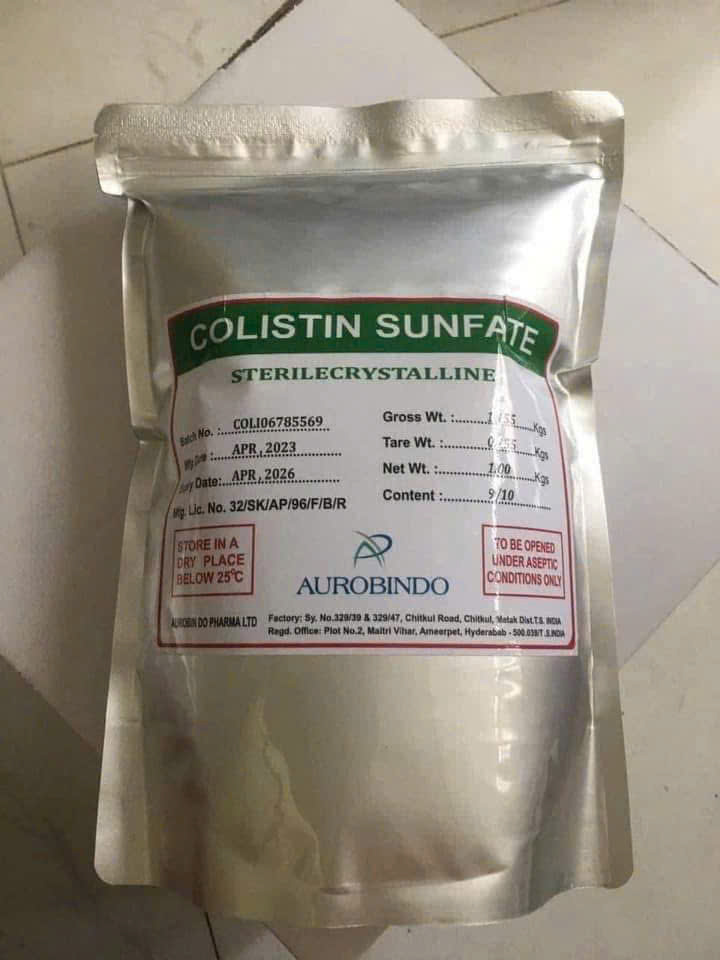 COLISTIN SUNFATE
STERILECRYSTALLINE
Batch No. :..... COLI06785569
Mfg Date :..... APR, 2023
Date:..... APR, 2026
Mfg. Lic. No. 32/SK/AP/96/F/B/R
Gross Wt. :..... Kgs
Tare Wt. :..... Kgs
Net Wt. :..... 1.00 Kgs
Content :..... 9/10
STORE IN A
DRY PLACE
BELOW 25°C
AUROBINDO
TO BE OPENED
UNDER ASEPTIC
CONDITIONS ONLY
AUROBIN DO PHARMA LTD
Factory: Sy. No.329/39 & 329/47, Chitkul Road, Chitkul, Metak Dist.T.S. INDIA
Regd. Office: Plot No.2, Maitri Vihar, Ameerpet, Hyderabab - 500.038/T.S.INDIA